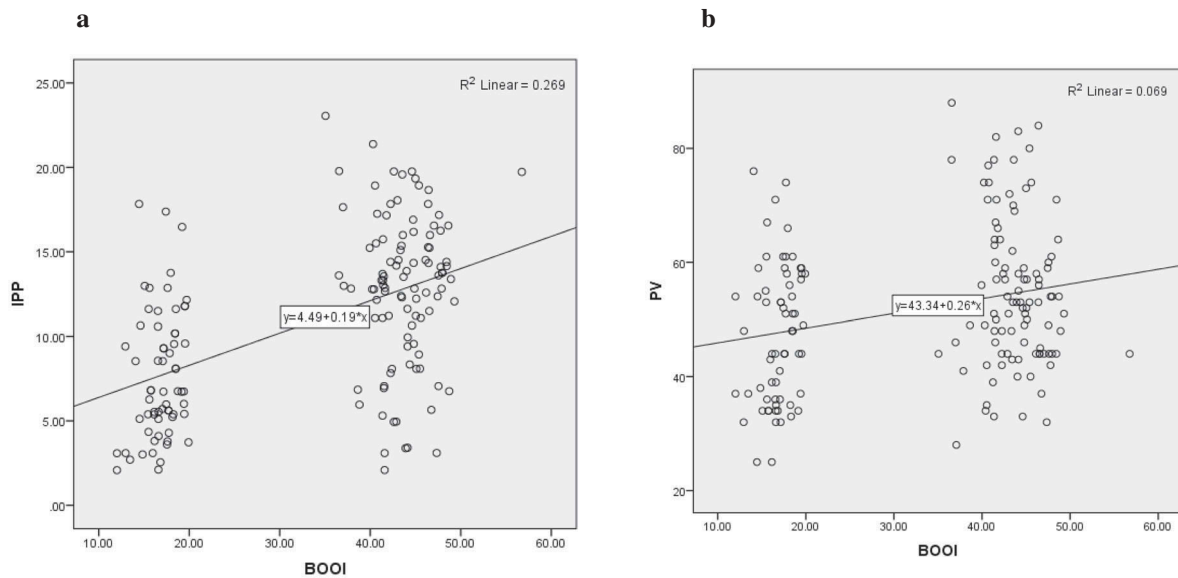 a
R² Linear = 0.269
25.00
20.00
15.00
10.00
5.00
.00
IPP
y=4.49+0.19*x
10.00 20.00 30.00 40.00 50.00 60.00
BOOI
b
R² Linear = 0.069
80
60
40
20
PV
y=43.34+0.26*x
10.00 20.00 30.00 40.00 50.00 60.00
BOOI